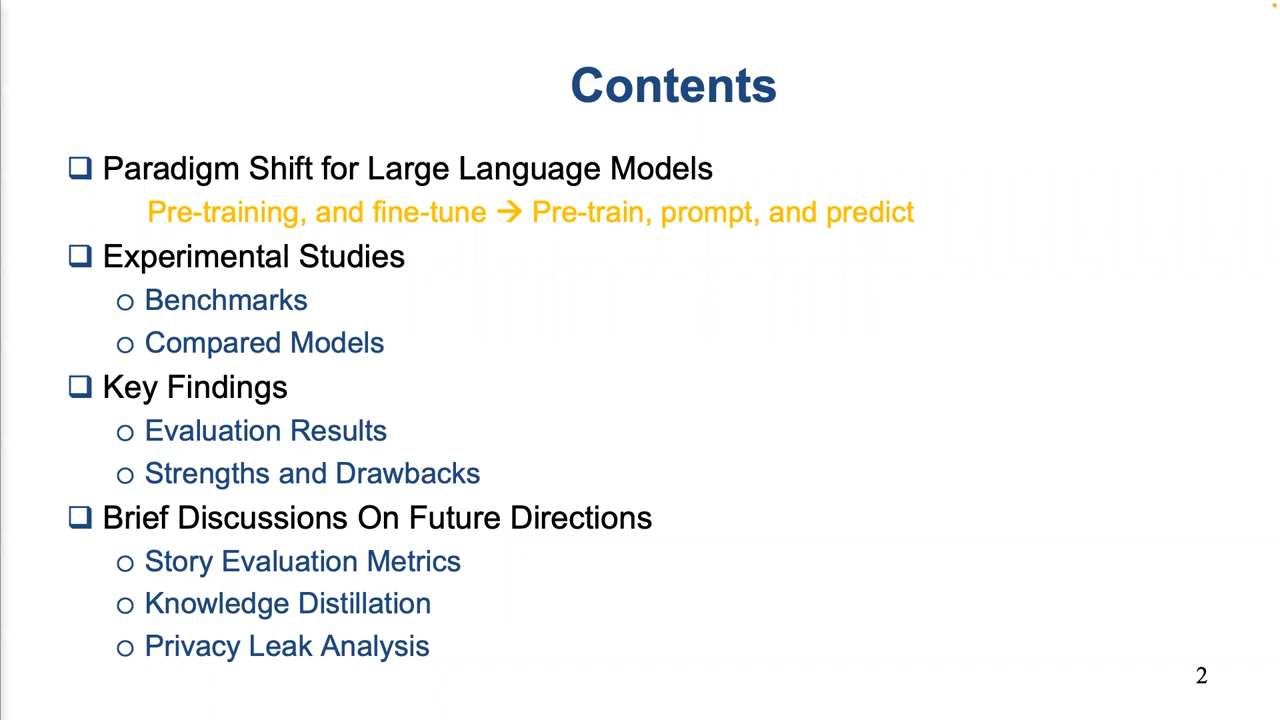 Contents
❑ Paradigm Shift for Large Language Models
Pre-training, and fine-tune → Pre-train, prompt, and predict
❑ Experimental Studies
○ Benchmarks
○ Compared Models
❑ Key Findings
○ Evaluation Results
○ Strengths and Drawbacks
❑ Brief Discussions On Future Directions
○ Story Evaluation Metrics
○ Knowledge Distillation
○ Privacy Leak Analysis
2